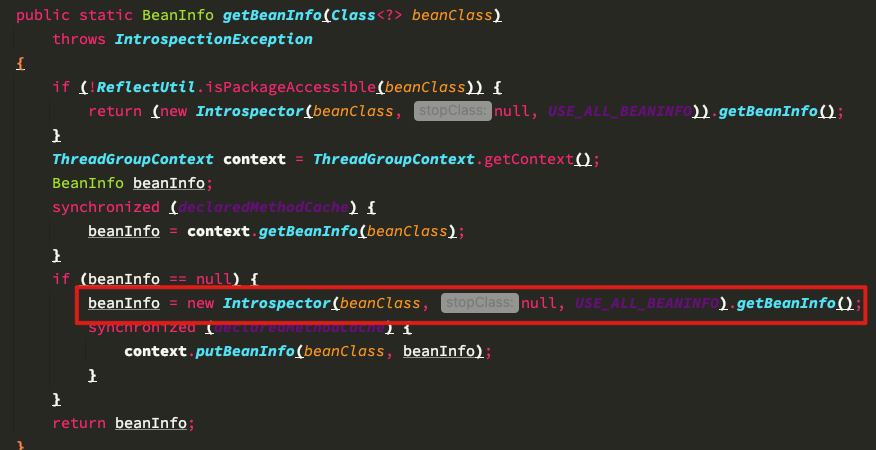 public static BeanInfo getBeanInfo(Class<?> beanClass)
    throws IntrospectionException
{
    if (!ReflectUtil.isPackageAccessible(beanClass)) {
        return (new Introspector(beanClass, stopClass: null, USE_ALL_BEANINFO)).getBeanInfo();
    }
    ThreadGroupContext context = ThreadGroupContext.getContext();
    BeanInfo beanInfo;
    synchronized (declaredMethodCache) {
        beanInfo = context.getBeanInfo(beanClass);
    }
    if (beanInfo == null) {
        beanInfo = new Introspector(beanClass, stopClass: null, USE_ALL_BEANINFO).getBeanInfo();
        synchronized (declaredMethodCache) {
            context.putBeanInfo(beanClass, beanInfo);
        }
    }
    return beanInfo;
}